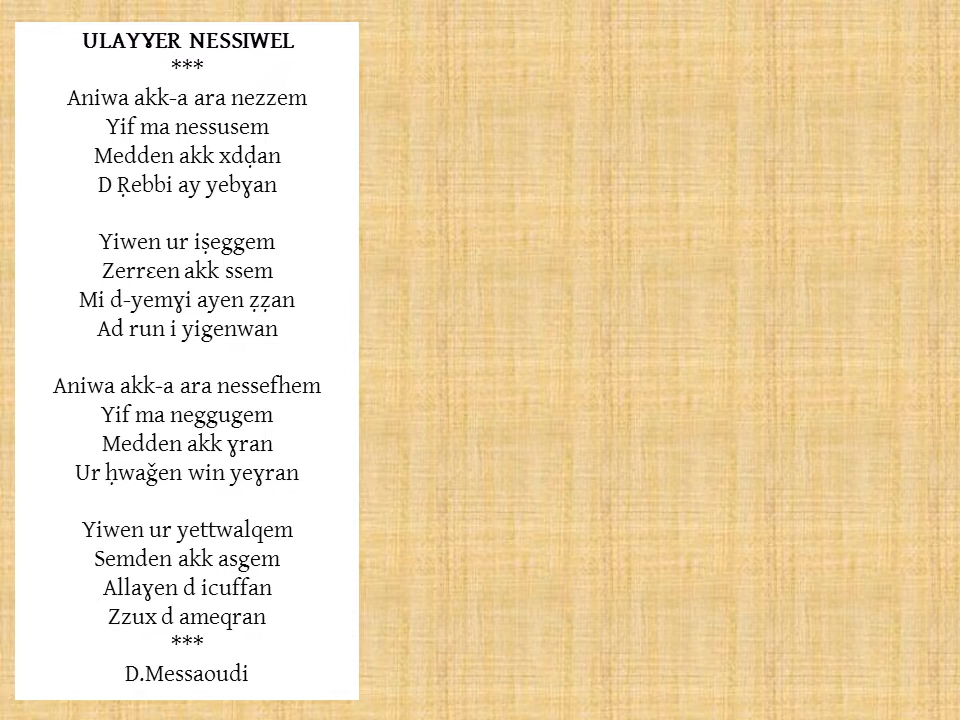 ULAYƔER NESSIWEL
***
Aniwa akk-a ara nezzem
Yif ma nessusem
Medden akk xdḍan
D Ṛebbi ay yebɣan

Yiwen ur iṣeggem
Zerrɛen akk ssem
Mi d-yemɣi ayen ẓẓan
Ad run i yigenwan

Aniwa akk-a ara nessefhem
Yif ma neggugem
Medden akk ɣran
Ur ḥwaǧen win yeɣran

Yiwen ur yettwalqem
Semden akk asgem
Allaɣen d icuffan
Zzux d ameqran
***
D.Messaoudi